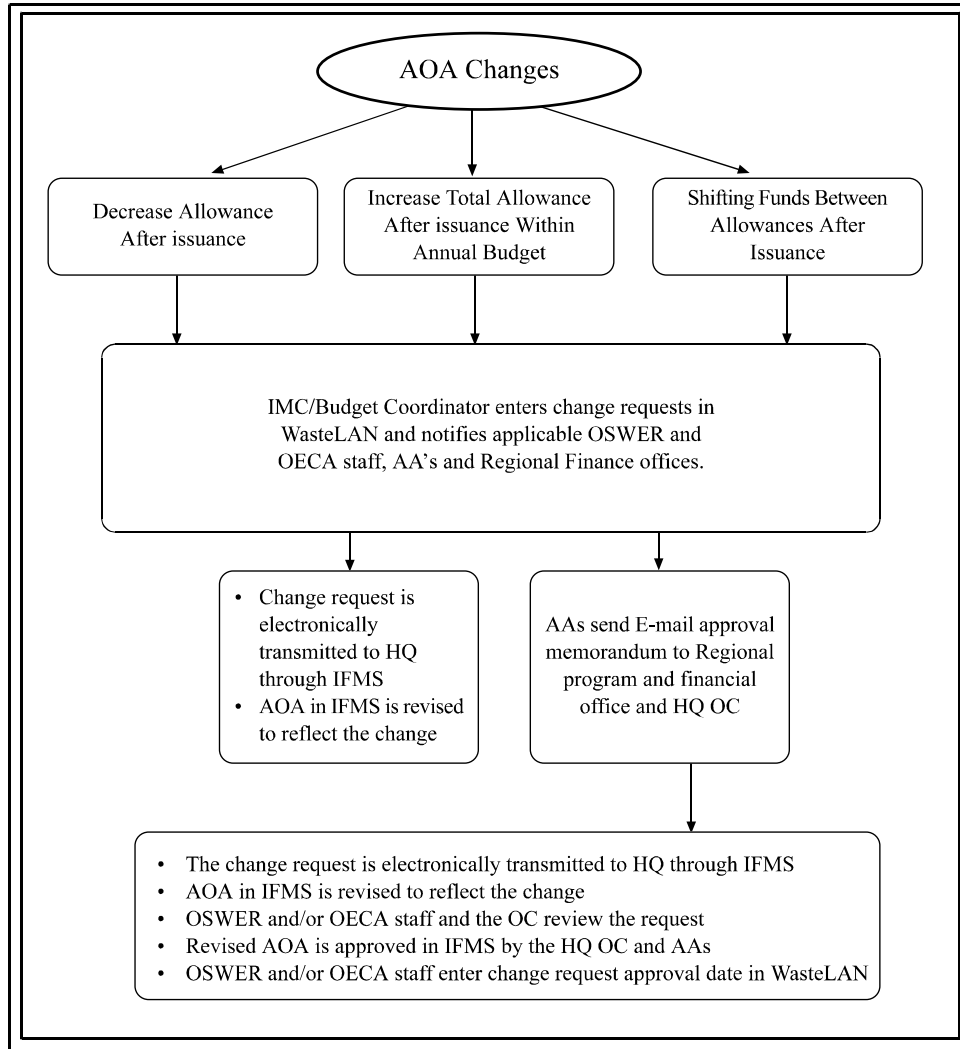 AOA Changes
Decrease Allowance
After issuance
Increase Total Allowance
After issuance Within
Annual Budget
Shifting Funds Between
Allowances After
Issuance
IMC/Budget Coordinator enters change requests in
WasteLAN and notifies applicable OSWER and
OECA staff, AA's and Regional Finance offices.
• Change request is
electronically
transmitted to HQ
through IFMS
• AOA in IFMS is revised
to reflect the change
AAs send E-mail approval
memorandum to Regional
program and financial
office and HQ OC
• The change request is electronically transmitted to HQ through IFMS
• AOA in IFMS is revised to reflect the change
• OSWER and/or OECA staff and the OC review the request
• Revised AOA is approved in IFMS by the HQ OC and AAs
• OSWER and/or OECA staff enter change request approval date in WasteLAN